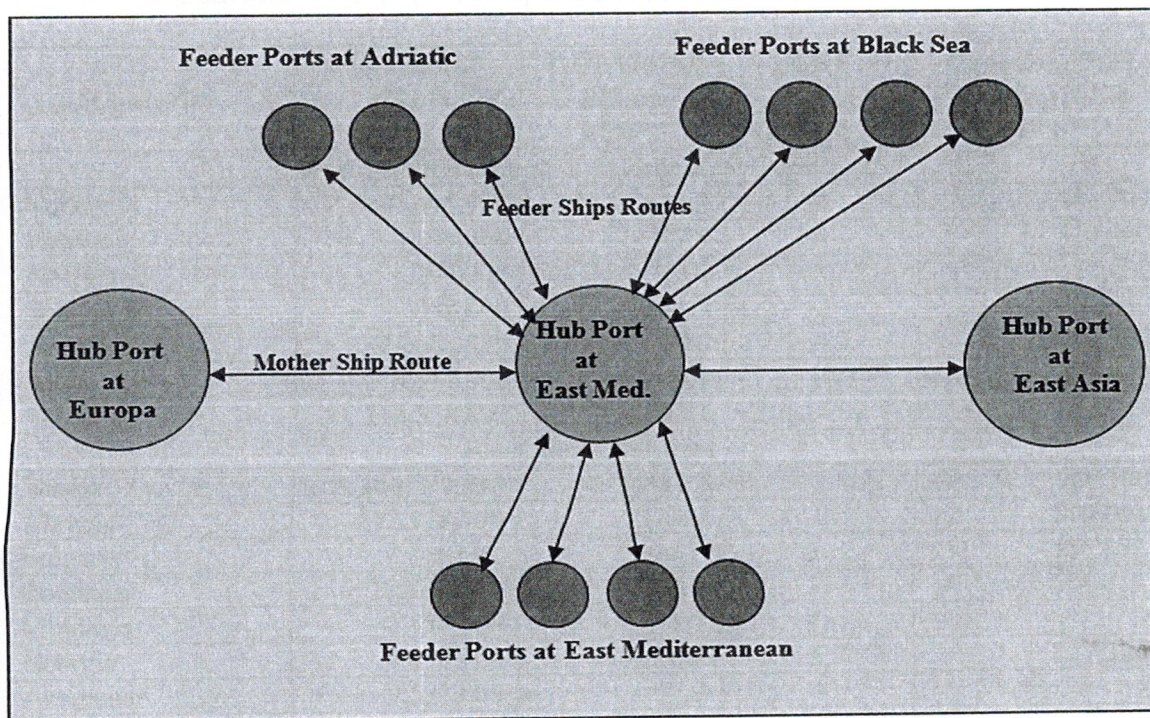 Feeder Ports at Adriatic
Feeder Ports at Black Sea
Feeder Ships Routes
Hub Port
at
Europa
Mother Ship Route
Hub Port
at
East Med.
Hub Port
at
East Asia
Feeder Ports at East Mediterranean